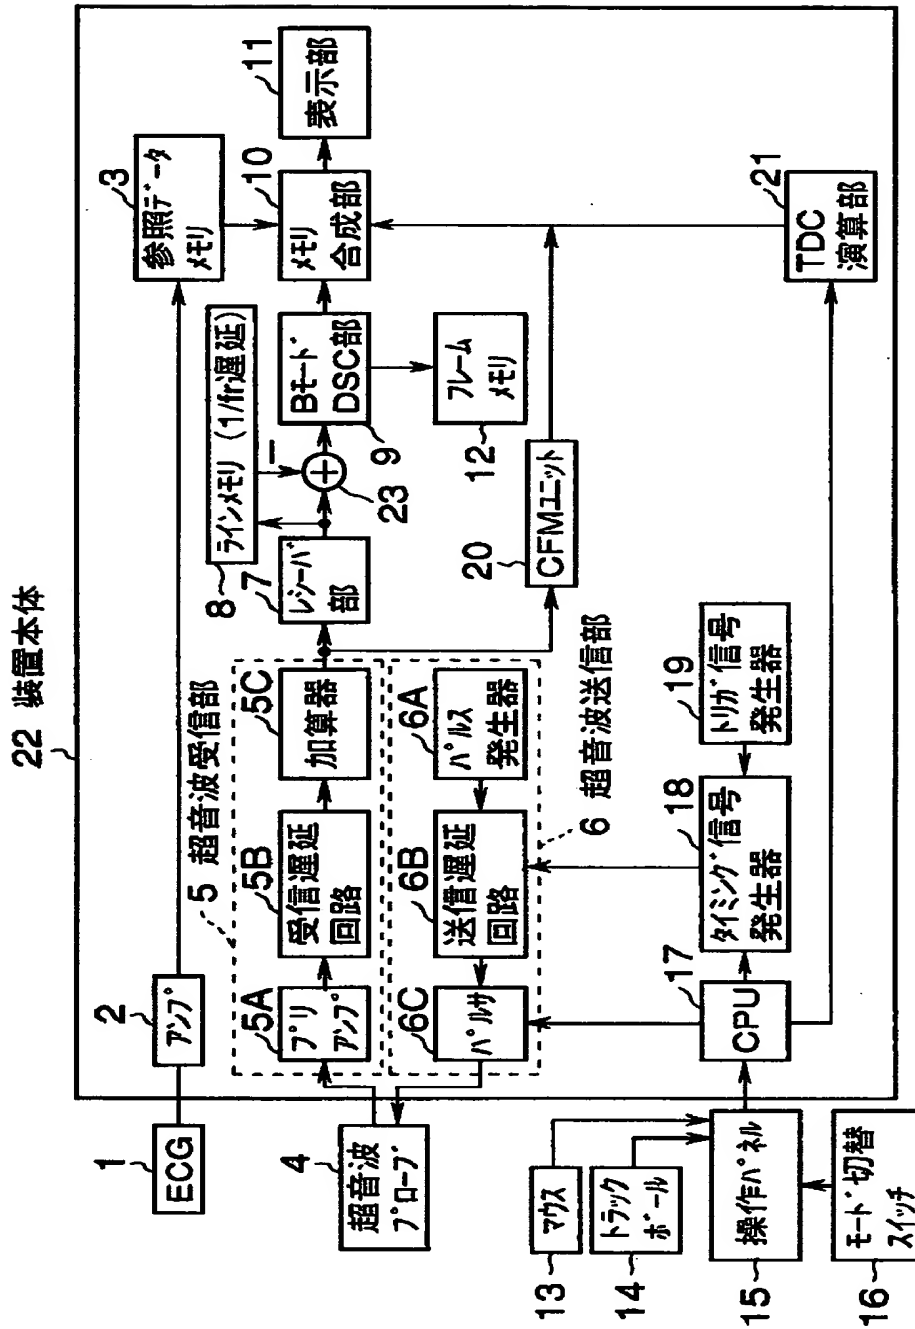 22 装置本体
1
ECG
2
アンプ
3
参照データ
メモリ
4
超音波
プローブ
5 超音波受信部
5A
プリ
アンプ
5B
受信遅延
回路
5C
加算器
6 超音波送信部
6A
パルス
発生器
6B
送信遅延
回路
6C
パルサ
7
レシーバ
部
8
ラインメモリ (1/fr遅延)
−
+
23
9
Bモード
DSC部
10
メモリ
合成部
11
表示部
12
フレーム
メモリ
13
マウス
14
トラック
ボール
15
操作パネル
16
モード切替
スイッチ
17
CPU
18
タイミング信号
発生器
19
トリガ信号
発生器
20
CFMユニット
21
TDC
演算部